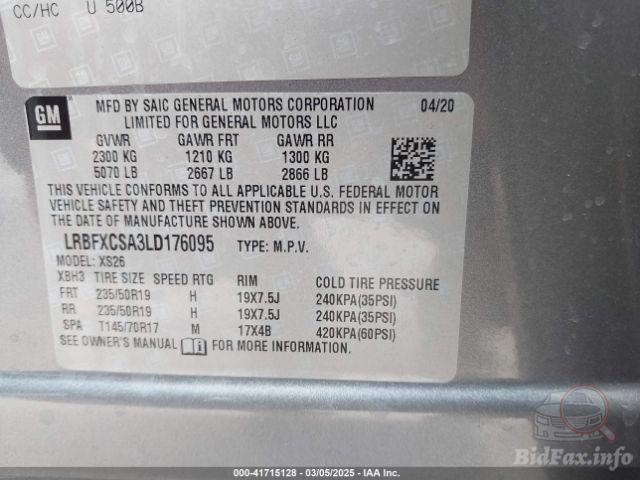 CC/HC U 500B
GM
MFD BY SAIC GENERAL MOTORS CORPORATION 04/20
LIMITED FOR GENERAL MOTORS LLC
GVWR GAWR FRT GAWR RR
2300 KG 1210 KG 1300 KG
5070 LB 2667 LB 2866 LB
THIS VEHICLE CONFORMS TO ALL APPLICABLE U.S. FEDERAL MOTOR
VEHICLE SAFETY AND THEFT PREVENTION STANDARDS IN EFFECT ON
THE DATE OF MANUFACTURE SHOWN ABOVE.
LRBFXCSA3LD176095 TYPE: M.P.V.
MODEL: XS26
XBH3 TIRE SIZE SPEED RTG RIM COLD TIRE PRESSURE
FRT 235/50R19 H 19X7.5J 240KPA(35PSI)
RR 235/50R19 H 19X7.5J 240KPA(35PSI)
SPA T145/70R17 M 17X4B 420KPA(60PSI)
SEE OWNER'S MANUAL FOR MORE INFORMATION.
BidFax.info
000-41715128 - 03/05/2025 - IAA Inc.